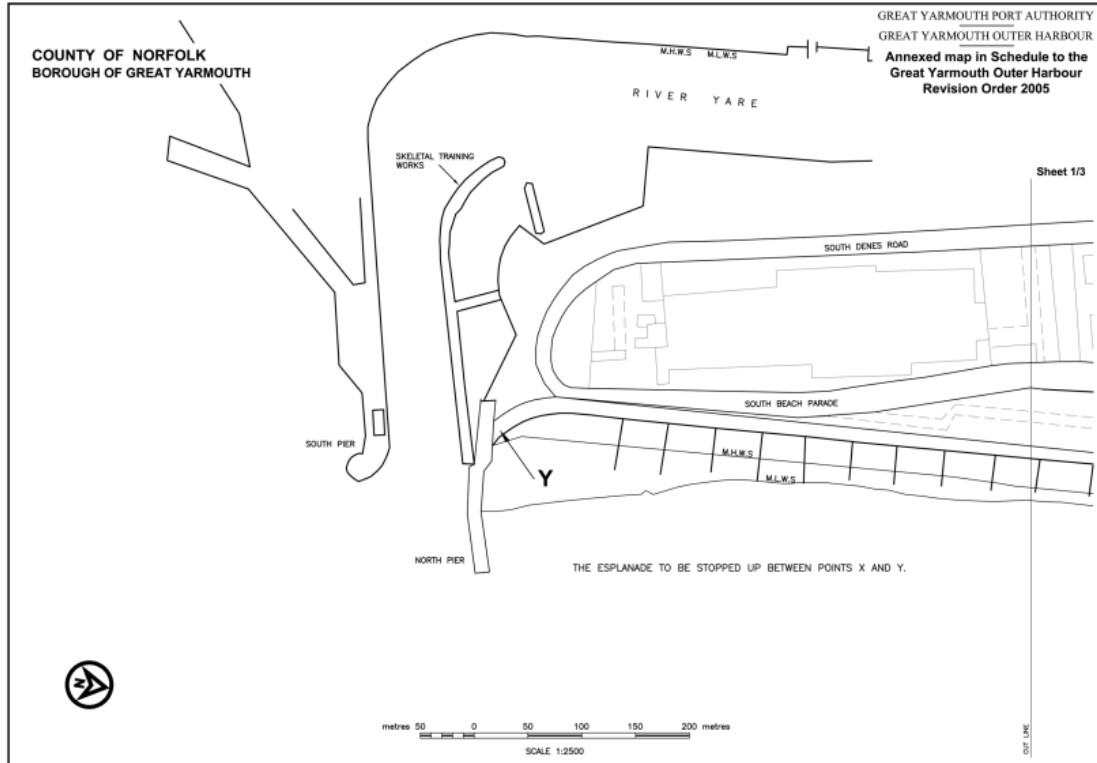 COUNTY OF NORFOLK
BOROUGH OF GREAT YARMOUTH
GREAT YARMOUTH PORT AUTHORITY
GREAT YARMOUTH OUTER HARBOUR
Annexed map in Schedule to the
Great Yarmouth Outer Harbour
Revision Order 2005
M.H.W.S M.L.W.S
RIVER YARE
SKELETAL TRAINING
WORKS
Sheet 1/3
SOUTH DENES ROAD
SOUTH BEACH PARADE
SOUTH PIER
M.H.W.S
Y
M.L.W.S
NORTH PIER
THE ESPLANADE TO BE STOPPED UP BETWEEN POINTS X AND Y.
N
metres 50 0 50 100 150 200 metres
SCALE 1:2500
CUT LINE